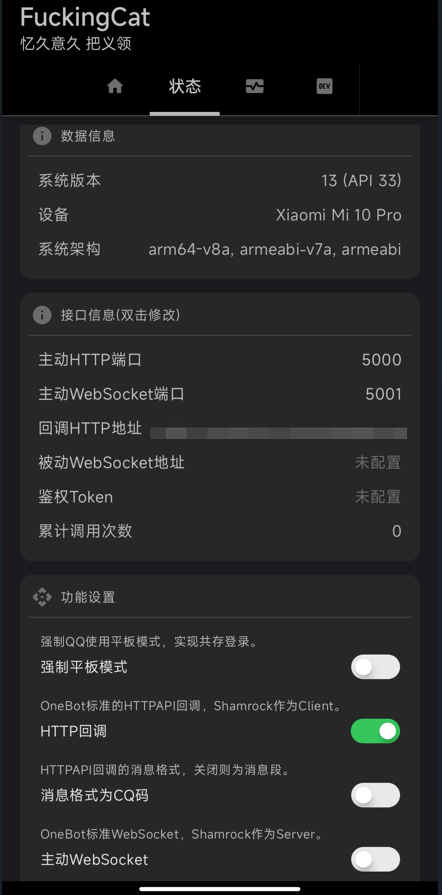 FuckingCat
忆久意久 把义领
状态
DEV
数据信息
系统版本 13 (API 33)
设备 Xiaomi Mi 10 Pro
系统架构 arm64-v8a, armeabi-v7a, armeabi
接口信息(双击修改)
主动HTTP端口 5000
主动WebSocket端口 5001
回调HTTP地址
被动WebSocket地址 未配置
鉴权Token 未配置
累计调用次数 0
功能设置
强制QQ使用平板模式，实现共存登录。
强制平板模式
OneBot标准的HTTPAPI回调，Shamrock作为Client。
HTTP回调
HTTPAPI回调的消息格式，关闭则为消息段。
消息格式为CQ码
OneBot标准WebSocket，Shamrock作为Server。
主动WebSocket